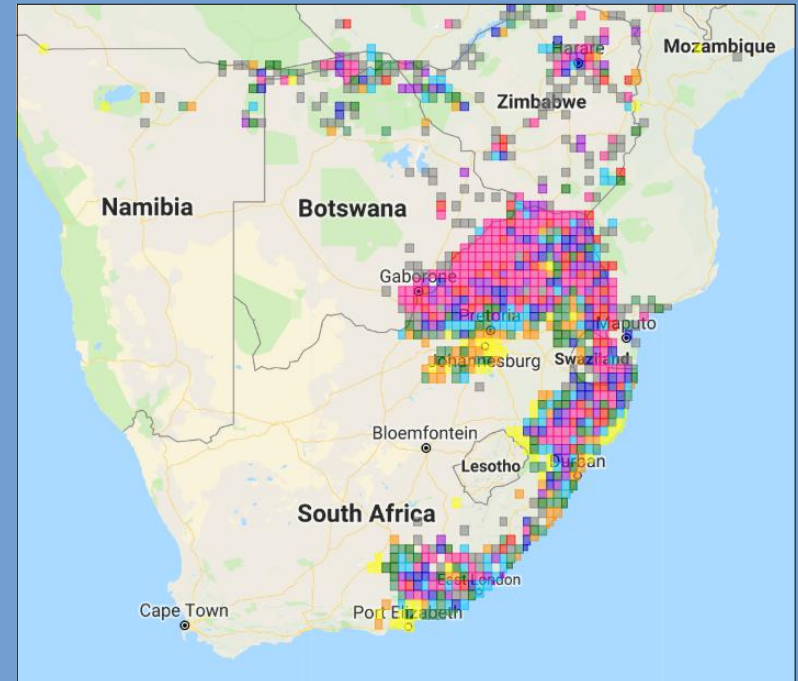 Harare
Mozambique
Zimbabwe
Namibia
Botswana
Gaborone
Pretoria
Maputo
Johannesburg
Swaziland
Bloemfontein
Lesotho
Durban
South Africa
East London
Cape Town
Port Elizabeth